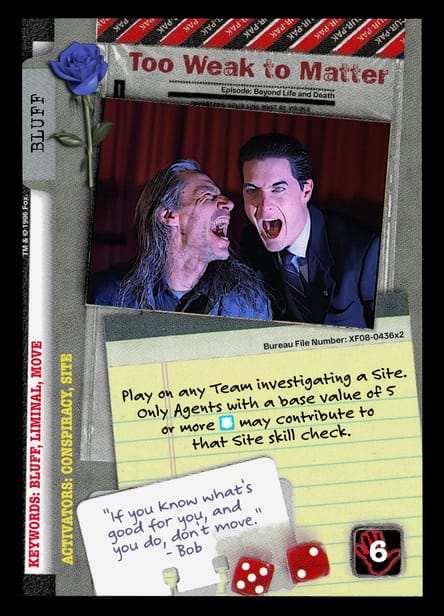 Too Weak to Matter
Episode: Beyond Life and Death
BLUFF
TM & © 1996 Fox.
Bureau File Number: XF08-0436x2
KEYWORDS: BLUFF, LIMINAL, MOVE
ACTIVATORS: CONSPIRACY, SITE
Play on any Team investigating a Site.
Only Agents with a base value of 5
or more may contribute to
that Site skill check.
"If you know what's
good for you, and
you do, don't move."
- Bob
6